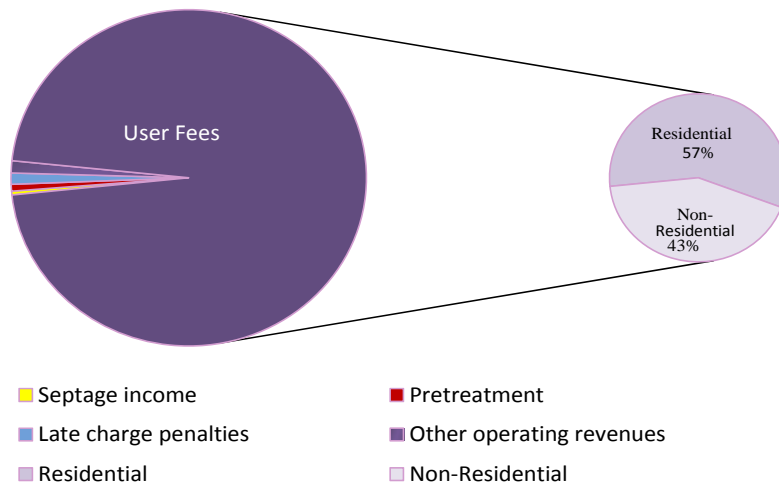 User Fees
Residential
57%
Non-
Residential
43%
Septage income
Pretreatment
Late charge penalties
Other operating revenues
Residential
Non-Residential